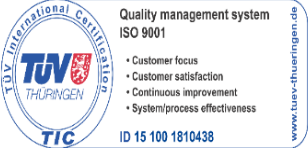 TÜV International Certification
TÜV
THÜRINGEN
TIC
Quality management system
ISO 9001
• Customer focus
• Customer satisfaction
• Continuous improvement
• System/process effectiveness
ID 15 100 1810438
www.tuev-thueringen.de